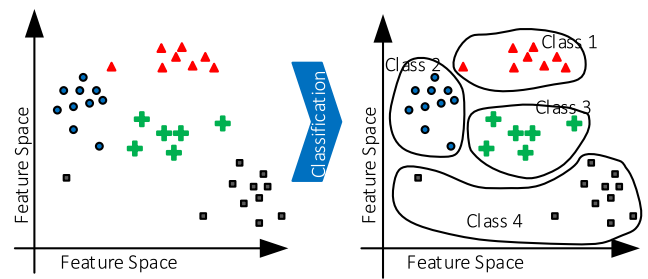 Feature Space
Feature Space
Classification
Feature Space
Feature Space
Class 1
Class 2
Class 3
Class 4